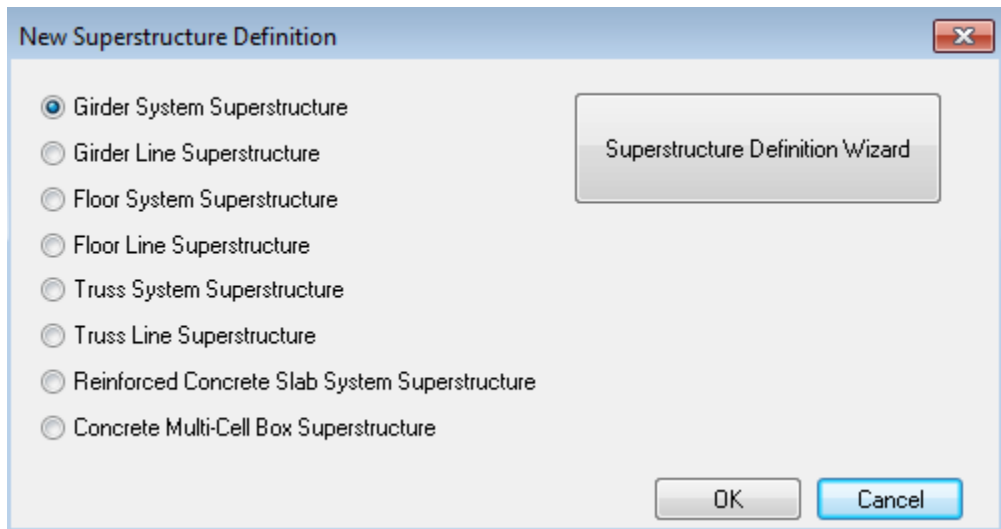 New Superstructure Definition
Girder System Superstructure
Superstructure Definition Wizard
Girder Line Superstructure
Floor System Superstructure
Floor Line Superstructure
Truss System Superstructure
Truss Line Superstructure
Reinforced Concrete Slab System Superstructure
Concrete Multi-Cell Box Superstructure
OK
Cancel